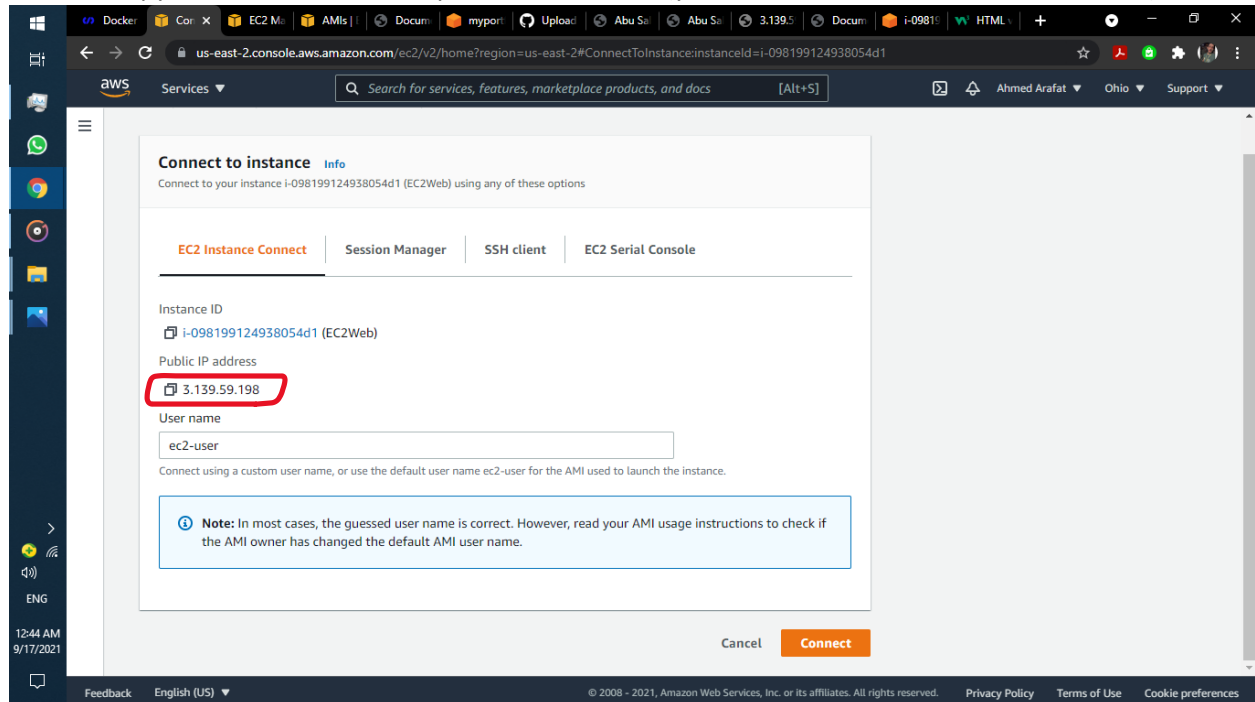 Docker
Con
EC2 Ma
AMIs |
Docum
myport
Upload
Abu Sal
Abu Sal
3.139.5
Docum
i-09819
HTML
us-east-2.console.aws.amazon.com/ec2/v2/home?region=us-east-2#ConnectToInstance:instanceId=i-098199124938054d1
aws Services ▼ Search for services, features, marketplace products, and docs [Alt+S] Ahmed Arafat ▼ Ohio ▼ Support ▼
Connect to instance Info
Connect to your instance i-098199124938054d1 (EC2Web) using any of these options
EC2 Instance Connect Session Manager SSH client EC2 Serial Console
Instance ID
i-098199124938054d1 (EC2Web)
Public IP address
3.139.59.198
User name
ec2-user
Connect using a custom user name, or use the default user name ec2-user for the AMI used to launch the instance.
Note: In most cases, the guessed user name is correct. However, read your AMI usage instructions to check if
the AMI owner has changed the default AMI user name.
Cancel Connect
ENG
12:44 AM
9/17/2021
Feedback English (US) ▼ © 2008 - 2021, Amazon Web Services, Inc. or its affiliates. All rights reserved. Privacy Policy Terms of Use Cookie preferences